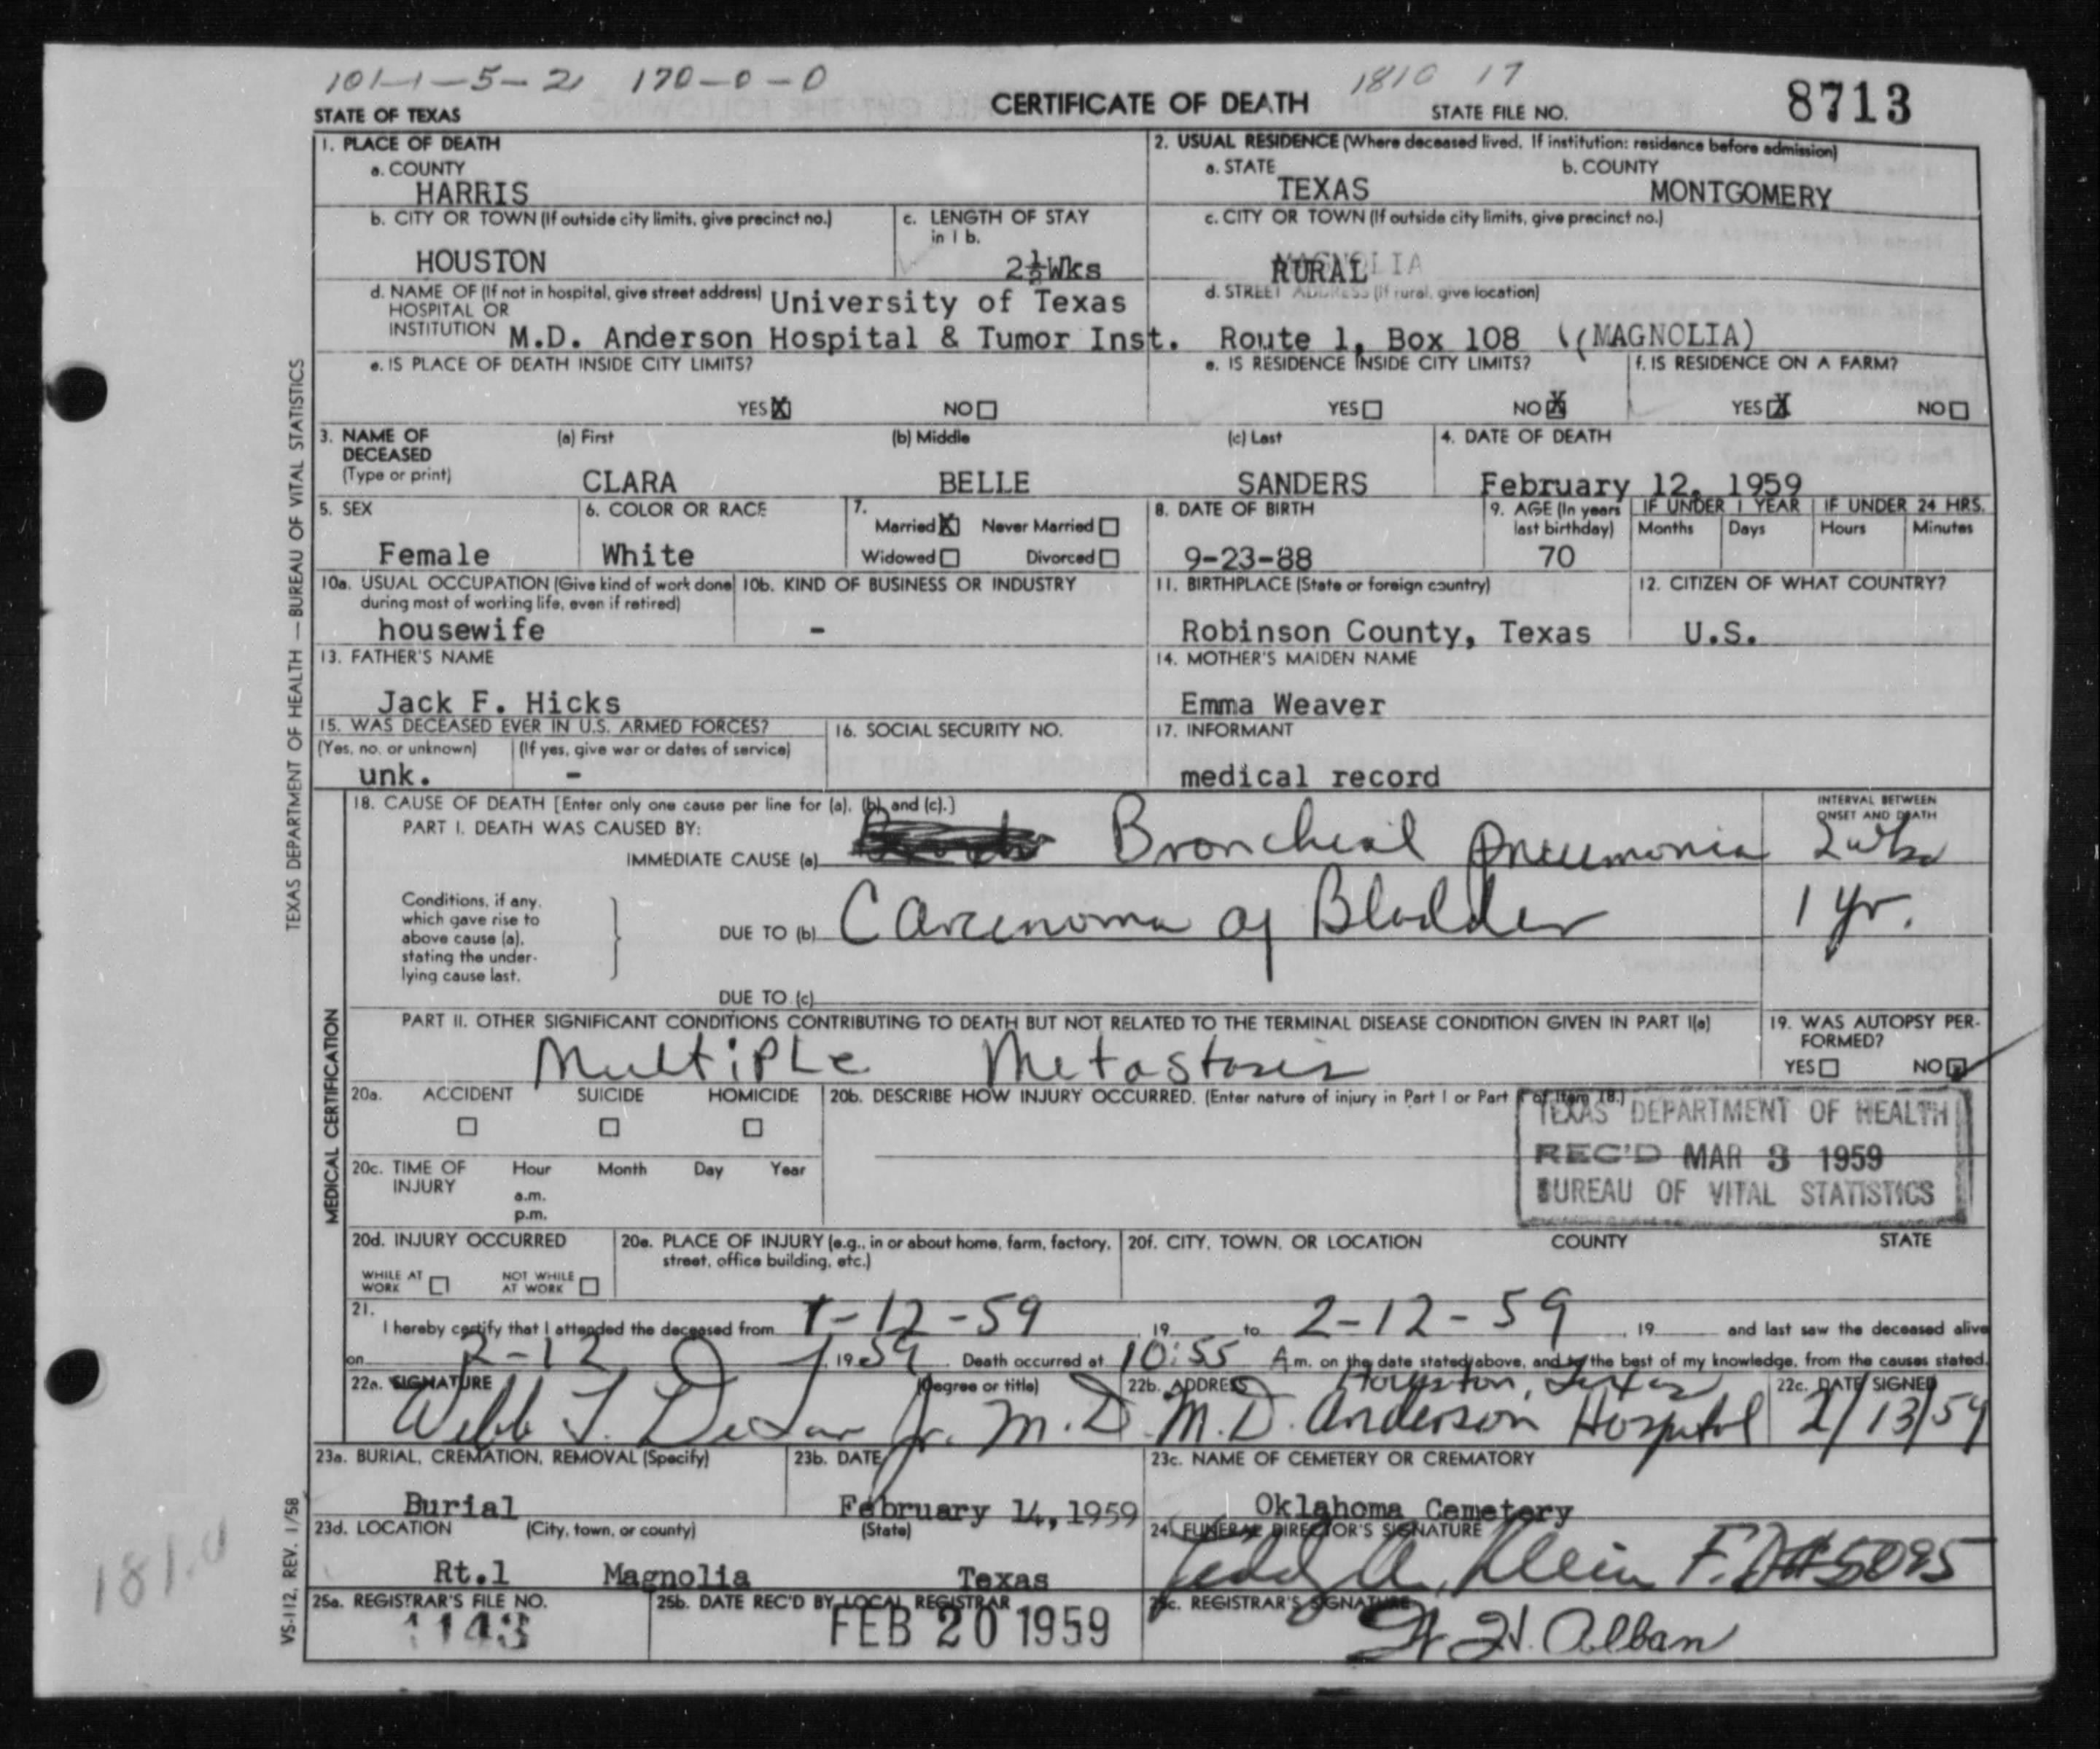 101-1-5-2 170-0-0 1810 17
STATE OF TEXAS CERTIFICATE OF DEATH STATE FILE NO. 8713
TEXAS DEPARTMENT OF HEALTH — BUREAU OF VITAL STATISTICS
1. PLACE OF DEATH
a. COUNTY
HARRIS
2. USUAL RESIDENCE (Where deceased lived. If institution: residence before admission)
a. STATE b. COUNTY
TEXAS MONTGOMERY
b. CITY OR TOWN (If outside city limits, give precinct no.)
HOUSTON
c. LENGTH OF STAY
in 1 b.
2½Wks
c. CITY OR TOWN (If outside city limits, give precinct no.)
RURAL
d. NAME OF (If not in hospital, give street address) University of Texas
HOSPITAL OR
INSTITUTION M.D. Anderson Hospital & Tumor Inst.
d. STREET ADDRESS (If rural, give location)
Route 1, Box 108 ((MAGNOLIA)
e. IS PLACE OF DEATH INSIDE CITY LIMITS?
YES X NO
e. IS RESIDENCE INSIDE CITY LIMITS?
YES NO X
f. IS RESIDENCE ON A FARM?
YES X NO
3. NAME OF DECEASED (Type or print)
(a) First (b) Middle (c) Last
CLARA BELLE SANDERS
4. DATE OF DEATH
February 12, 1959
5. SEX
Female
6. COLOR OR RACE
White
7.
Married X Never Married
Widowed Divorced
8. DATE OF BIRTH
9-23-88
9. AGE (In years last birthday)
70
IF UNDER 1 YEAR
Months Days
IF UNDER 24 HRS.
Hours Minutes
10a. USUAL OCCUPATION (Give kind of work done
during most of working life, even if retired)
housewife
10b. KIND OF BUSINESS OR INDUSTRY
-
11. BIRTHPLACE (State or foreign country)
Robinson County, Texas
12. CITIZEN OF WHAT COUNTRY?
U.S.
13. FATHER'S NAME
Jack F. Hicks
14. MOTHER'S MAIDEN NAME
Emma Weaver
15. WAS DECEASED EVER IN U.S. ARMED FORCES?
(Yes, no, or unknown) (If yes, give war or dates of service)
unk. -
16. SOCIAL SECURITY NO.
17. INFORMANT
medical record
MEDICAL CERTIFICATION
18. CAUSE OF DEATH [Enter only one cause per line for (a), (b), and (c).]
INTERVAL BETWEEN
ONSET AND DEATH
PART I. DEATH WAS CAUSED BY:
IMMEDIATE CAUSE (a) Broncheal pneumonia 2 wks
Conditions, if any,
which gave rise to
above cause (a),
stating the under-
lying cause last.
DUE TO (b) Carcinoma of Bladder 1 yr.
DUE TO (c)
PART II. OTHER SIGNIFICANT CONDITIONS CONTRIBUTING TO DEATH BUT NOT RELATED TO THE TERMINAL DISEASE CONDITION GIVEN IN PART I(a)
Multiple Metastasis
19. WAS AUTOPSY PER-
FORMED?
YES NO
20a. ACCIDENT SUICIDE HOMICIDE
20b. DESCRIBE HOW INJURY OCCURRED. (Enter nature of injury in Part I or Part II of Item 18.)
TEXAS DEPARTMENT OF HEALTH
REC'D MAR 3 1959
BUREAU OF VITAL STATISTICS
20c. TIME OF
INJURY
Hour Month Day Year
a.m.
p.m.
20d. INJURY OCCURRED
WHILE AT
WORK
NOT WHILE
AT WORK
20e. PLACE OF INJURY (e.g., in or about home, farm, factory,
street, office building, etc.)
20f. CITY, TOWN, OR LOCATION COUNTY STATE
21.
I hereby certify that I attended the deceased from 1-12-59, 19 to 2-12-59, 19 and last saw the deceased alive
on 2-12, 1959. Death occurred at 10:55 A m. on the date stated above, and to the best of my knowledge, from the causes stated.
22a. SIGNATURE (Degree or title)
Jr. M.D.
22b. ADDRESS Houston, Texas
M.D. Anderson Hospital
22c. DATE SIGNED
2/13/59
23a. BURIAL, CREMATION, REMOVAL (Specify)
Burial
23b. DATE
February 14, 1959
23c. NAME OF CEMETERY OR CREMATORY
Oklahoma Cemetery
23d. LOCATION (City, town, or county) (State)
Rt.1 Magnolia Texas
24. FUNERAL DIRECTOR'S SIGNATURE
Klein F.D.#5095
25a. REGISTRAR'S FILE NO.
1143
25b. DATE REC'D BY LOCAL REGISTRAR
FEB 20 1959
25c. REGISTRAR'S SIGNATURE
Alban
VS-112, REV. 1/58
181.0